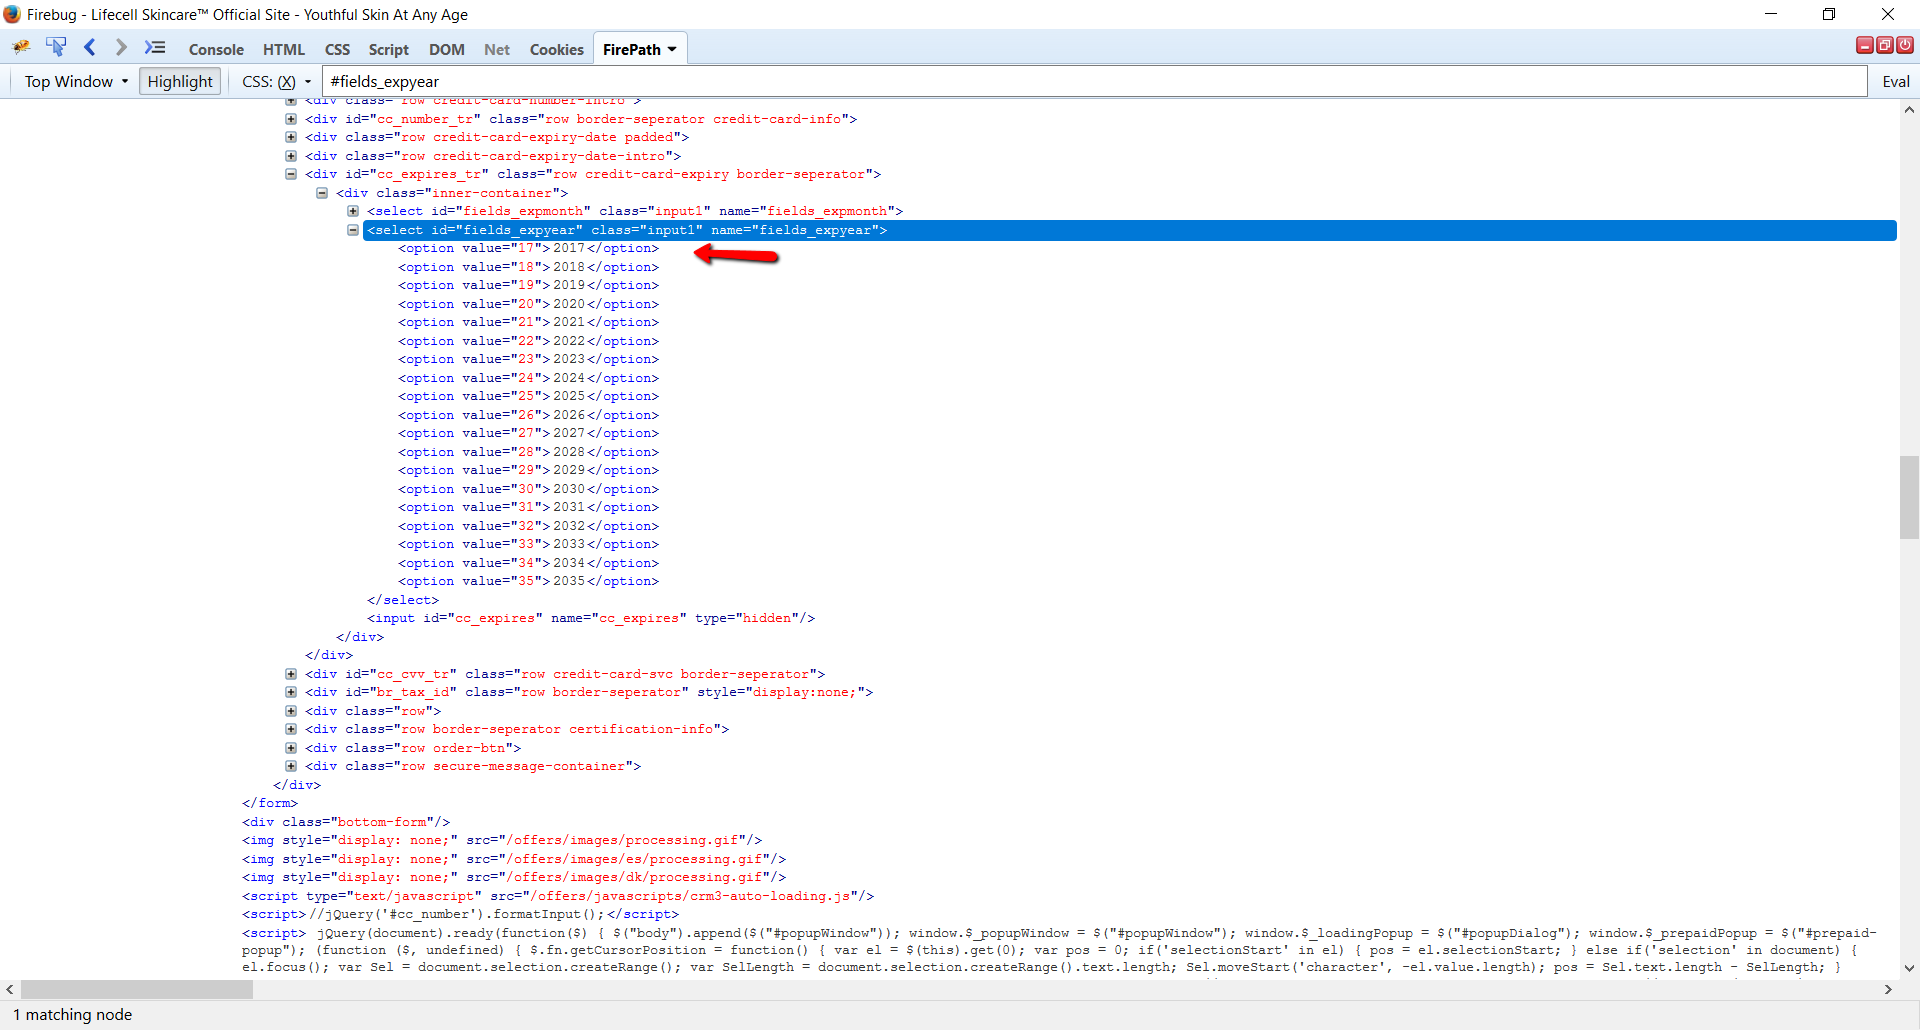 Firebug - Lifecell Skincare™ Official Site - Youthful Skin At Any Age
Console HTML CSS Script DOM Net Cookies FirePath
Top Window Highlight CSS: (X) #fields_expyear Eval
<div class="row credit-card-number-intro">
<div id="cc_number_tr" class="row border-seperator credit-card-info">
<div class="row credit-card-expiry-date padded">
<div class="row credit-card-expiry-date-intro">
<div id="cc_expires_tr" class="row credit-card-expiry border-seperator">
<div class="inner-container">
<select id="fields_expmonth" class="input1" name="fields_expmonth">
<select id="fields_expyear" class="input1" name="fields_expyear">
<option value="17">2017</option>
<option value="18">2018</option>
<option value="19">2019</option>
<option value="20">2020</option>
<option value="21">2021</option>
<option value="22">2022</option>
<option value="23">2023</option>
<option value="24">2024</option>
<option value="25">2025</option>
<option value="26">2026</option>
<option value="27">2027</option>
<option value="28">2028</option>
<option value="29">2029</option>
<option value="30">2030</option>
<option value="31">2031</option>
<option value="32">2032</option>
<option value="33">2033</option>
<option value="34">2034</option>
<option value="35">2035</option>
</select>
<input id="cc_expires" name="cc_expires" type="hidden"/>
</div>
</div>
<div id="cc_cvv_tr" class="row credit-card-svc border-seperator">
<div id="br_tax_id" class="row border-seperator" style="display:none;">
<div class="row">
<div class="row border-seperator certification-info">
<div class="row order-btn">
<div class="row secure-message-container">
</div>
</form>
<div class="bottom-form"/>
<img style="display: none;" src="/offers/images/processing.gif"/>
<img style="display: none;" src="/offers/images/es/processing.gif"/>
<img style="display: none;" src="/offers/images/dk/processing.gif"/>
<script type="text/javascript" src="/offers/javascripts/crm3-auto-loading.js"/>
<script>//jQuery('#cc_number').formatInput();</script>
<script> jQuery(document).ready(function($) { $("body").append($("#popupWindow")); window.$_popupWindow = $("#popupWindow"); window.$_loadingPopup = $("#popupDialog"); window.$_prepaidPopup = $("#prepaid-
popup"); (function ($, undefined) { $.fn.getCursorPosition = function() { var el = $(this).get(0); var pos = 0; if('selectionStart' in el) { pos = el.selectionStart; } else if('selection' in document) {
el.focus(); var Sel = document.selection.createRange(); var SelLength = document.selection.createRange().text.length; Sel.moveStart('character', -el.value.length); pos = Sel.text.length - SelLength; }
1 matching node